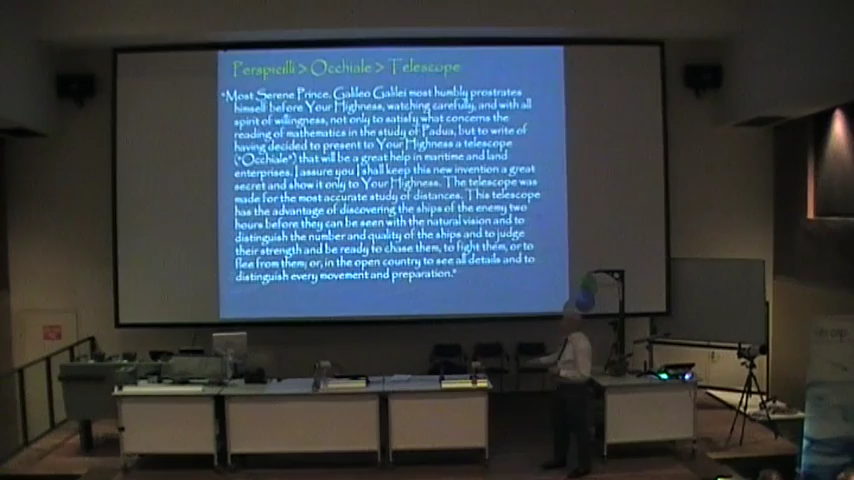 Perspicilli > Occhiale > Telescope
"Most Serene Prince. Galileo Galilei most humbly prostrates
himself before Your Highness, watching carefully, and with all
spirit of willingness, not only to satisfy what concerns the
reading of mathematics in the study of Padua, but to write of
having decided to present to Your Highness a telescope
("Occhiale") that will be a great help in maritime and land
enterprises. I assure you I shall keep this new invention a great
secret and show it only to Your Highness. The telescope was
made for the most accurate study of distances. This telescope
has the advantage of discovering the ships of the enemy two
hours before they can be seen with the natural vision and to
distinguish the number and quality of the ships and to judge
their strength and be ready to chase them, to fight them, or to
flee from them; or, in the open country to see all details and to
distinguish every movement and preparation."